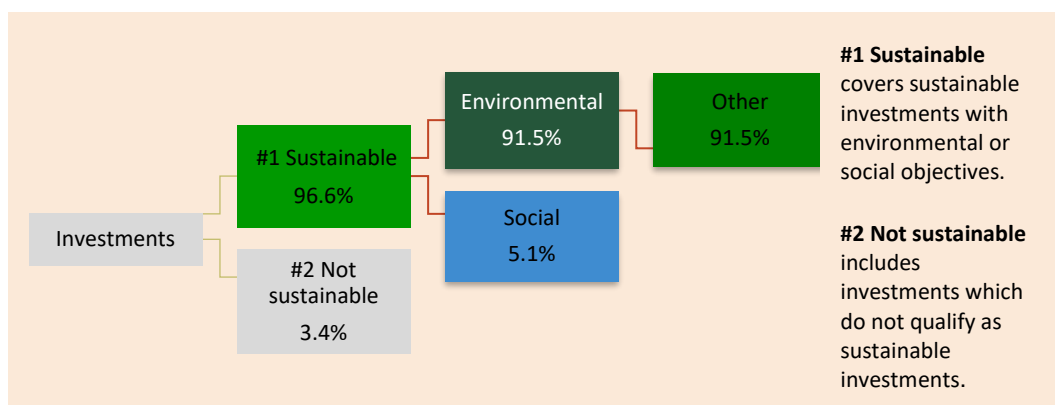 Investments
#1 Sustainable
96.6%
#2 Not
sustainable
3.4%
Environmental
91.5%
Social
5.1%
Other
91.5%
#1 Sustainable
covers sustainable
investments with
environmental or
social objectives.
#2 Not sustainable
includes
investments which
do not qualify as
sustainable
investments.